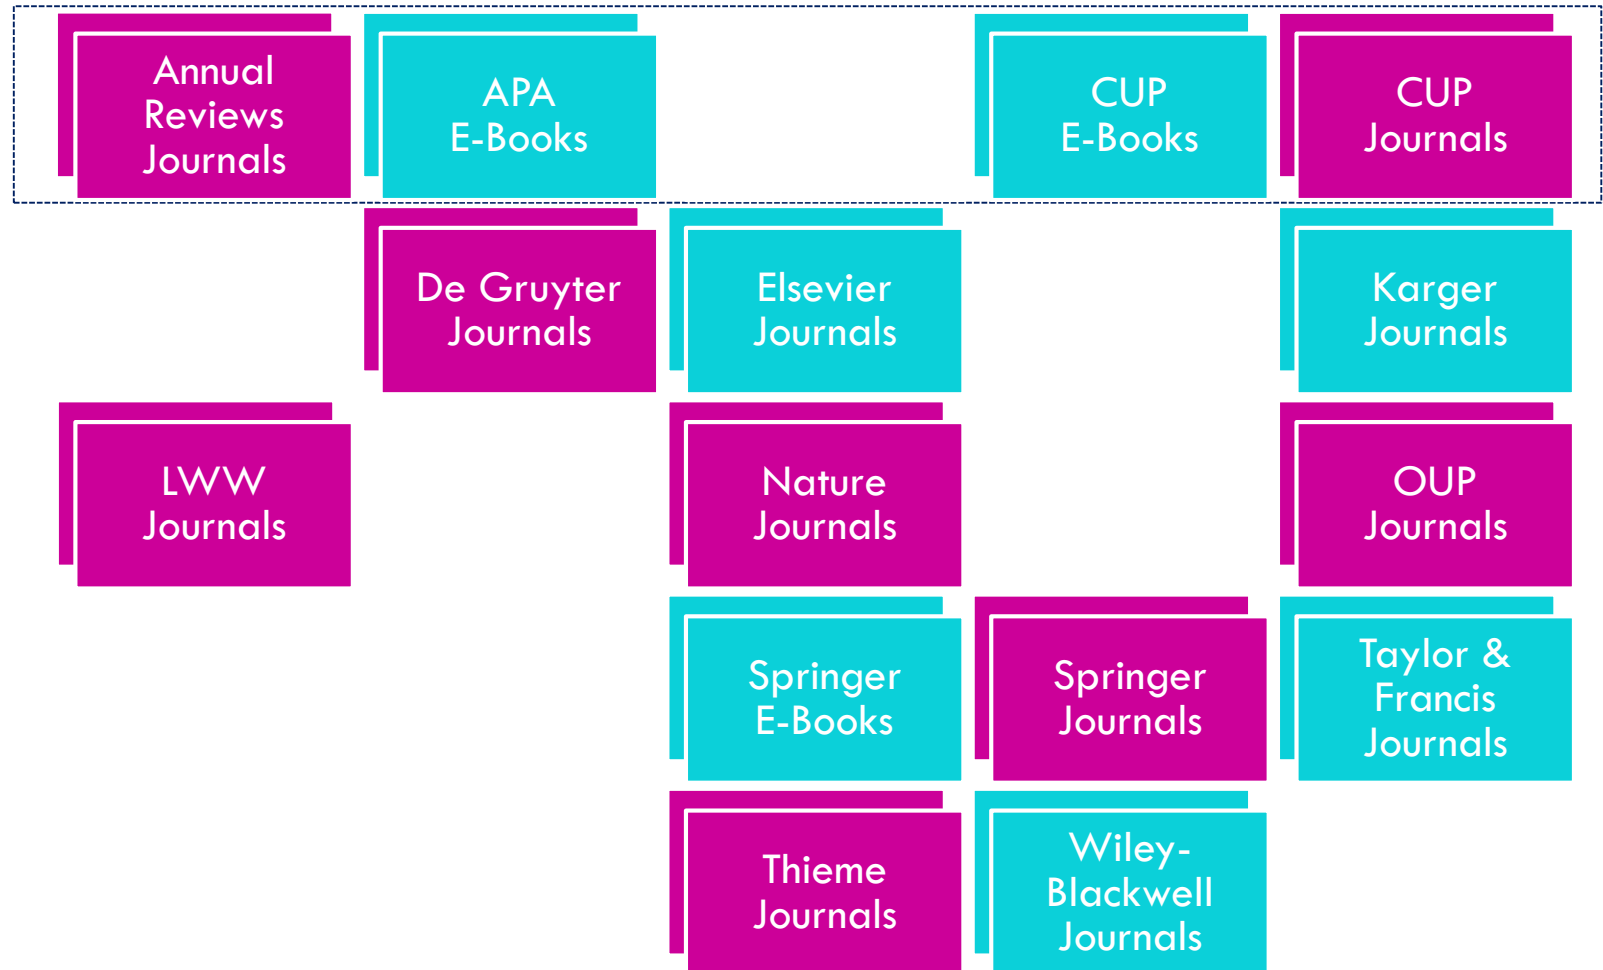 Annual
Reviews
Journals
APA
E-Books
CUP
E-Books
CUP
Journals
De Gruyter
Journals
Elsevier
Journals
Karger
Journals
LWW
Journals
Nature
Journals
OUP
Journals
Springer
E-Books
Springer
Journals
Taylor &
Francis
Journals
Thieme
Journals
Wiley-
Blackwell
Journals